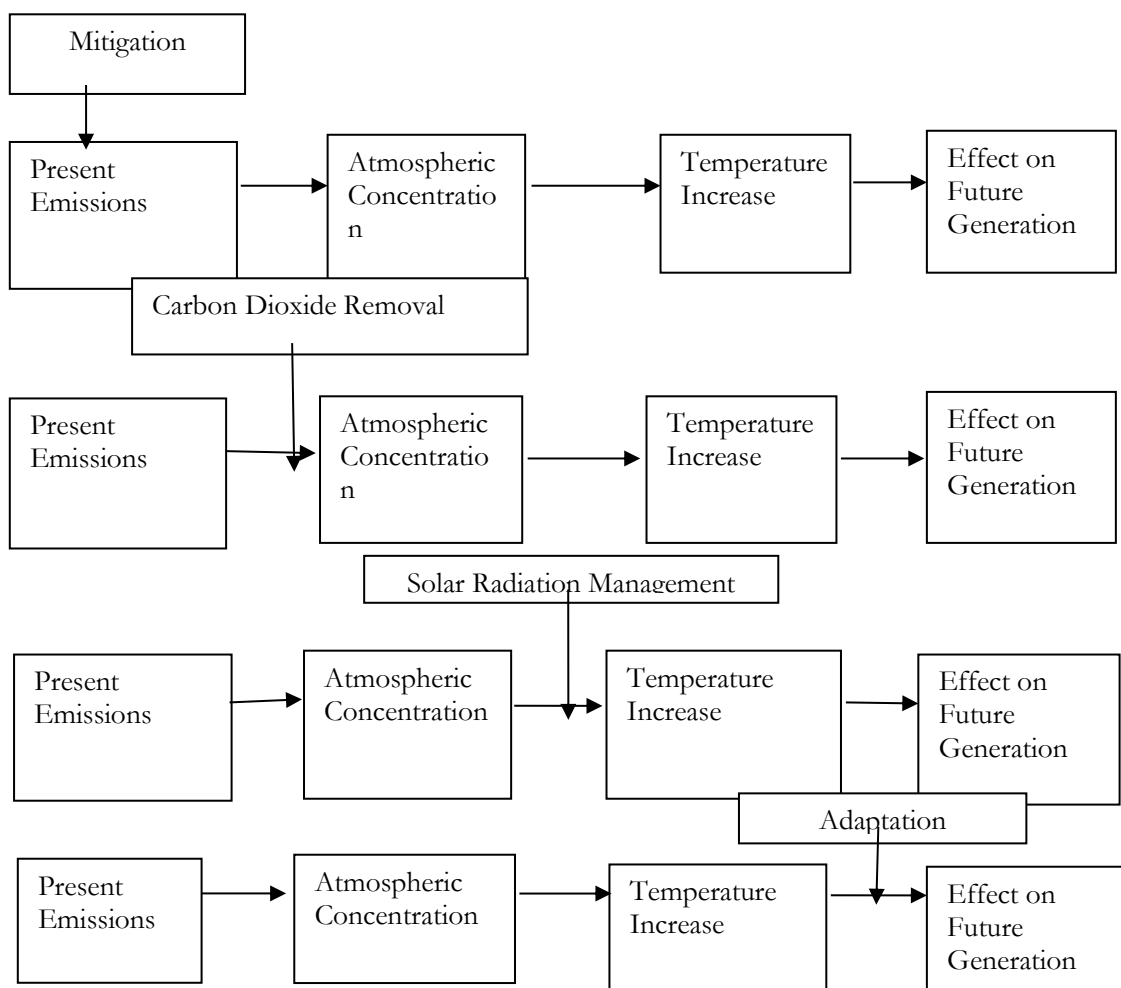 Mitigation
Present
Emissions
Atmospheric
Concentratio
n
Temperature
Increase
Effect on
Future
Generation
Carbon Dioxide Removal
Present
Emissions
Atmospheric
Concentratio
n
Temperature
Increase
Effect on
Future
Generation
Solar Radiation Management
Present
Emissions
Atmospheric
Concentration
Temperature
Increase
Effect on
Future
Generation
Adaptation
Present
Emissions
Atmospheric
Concentration
Temperature
Increase
Effect on
Future
Generation